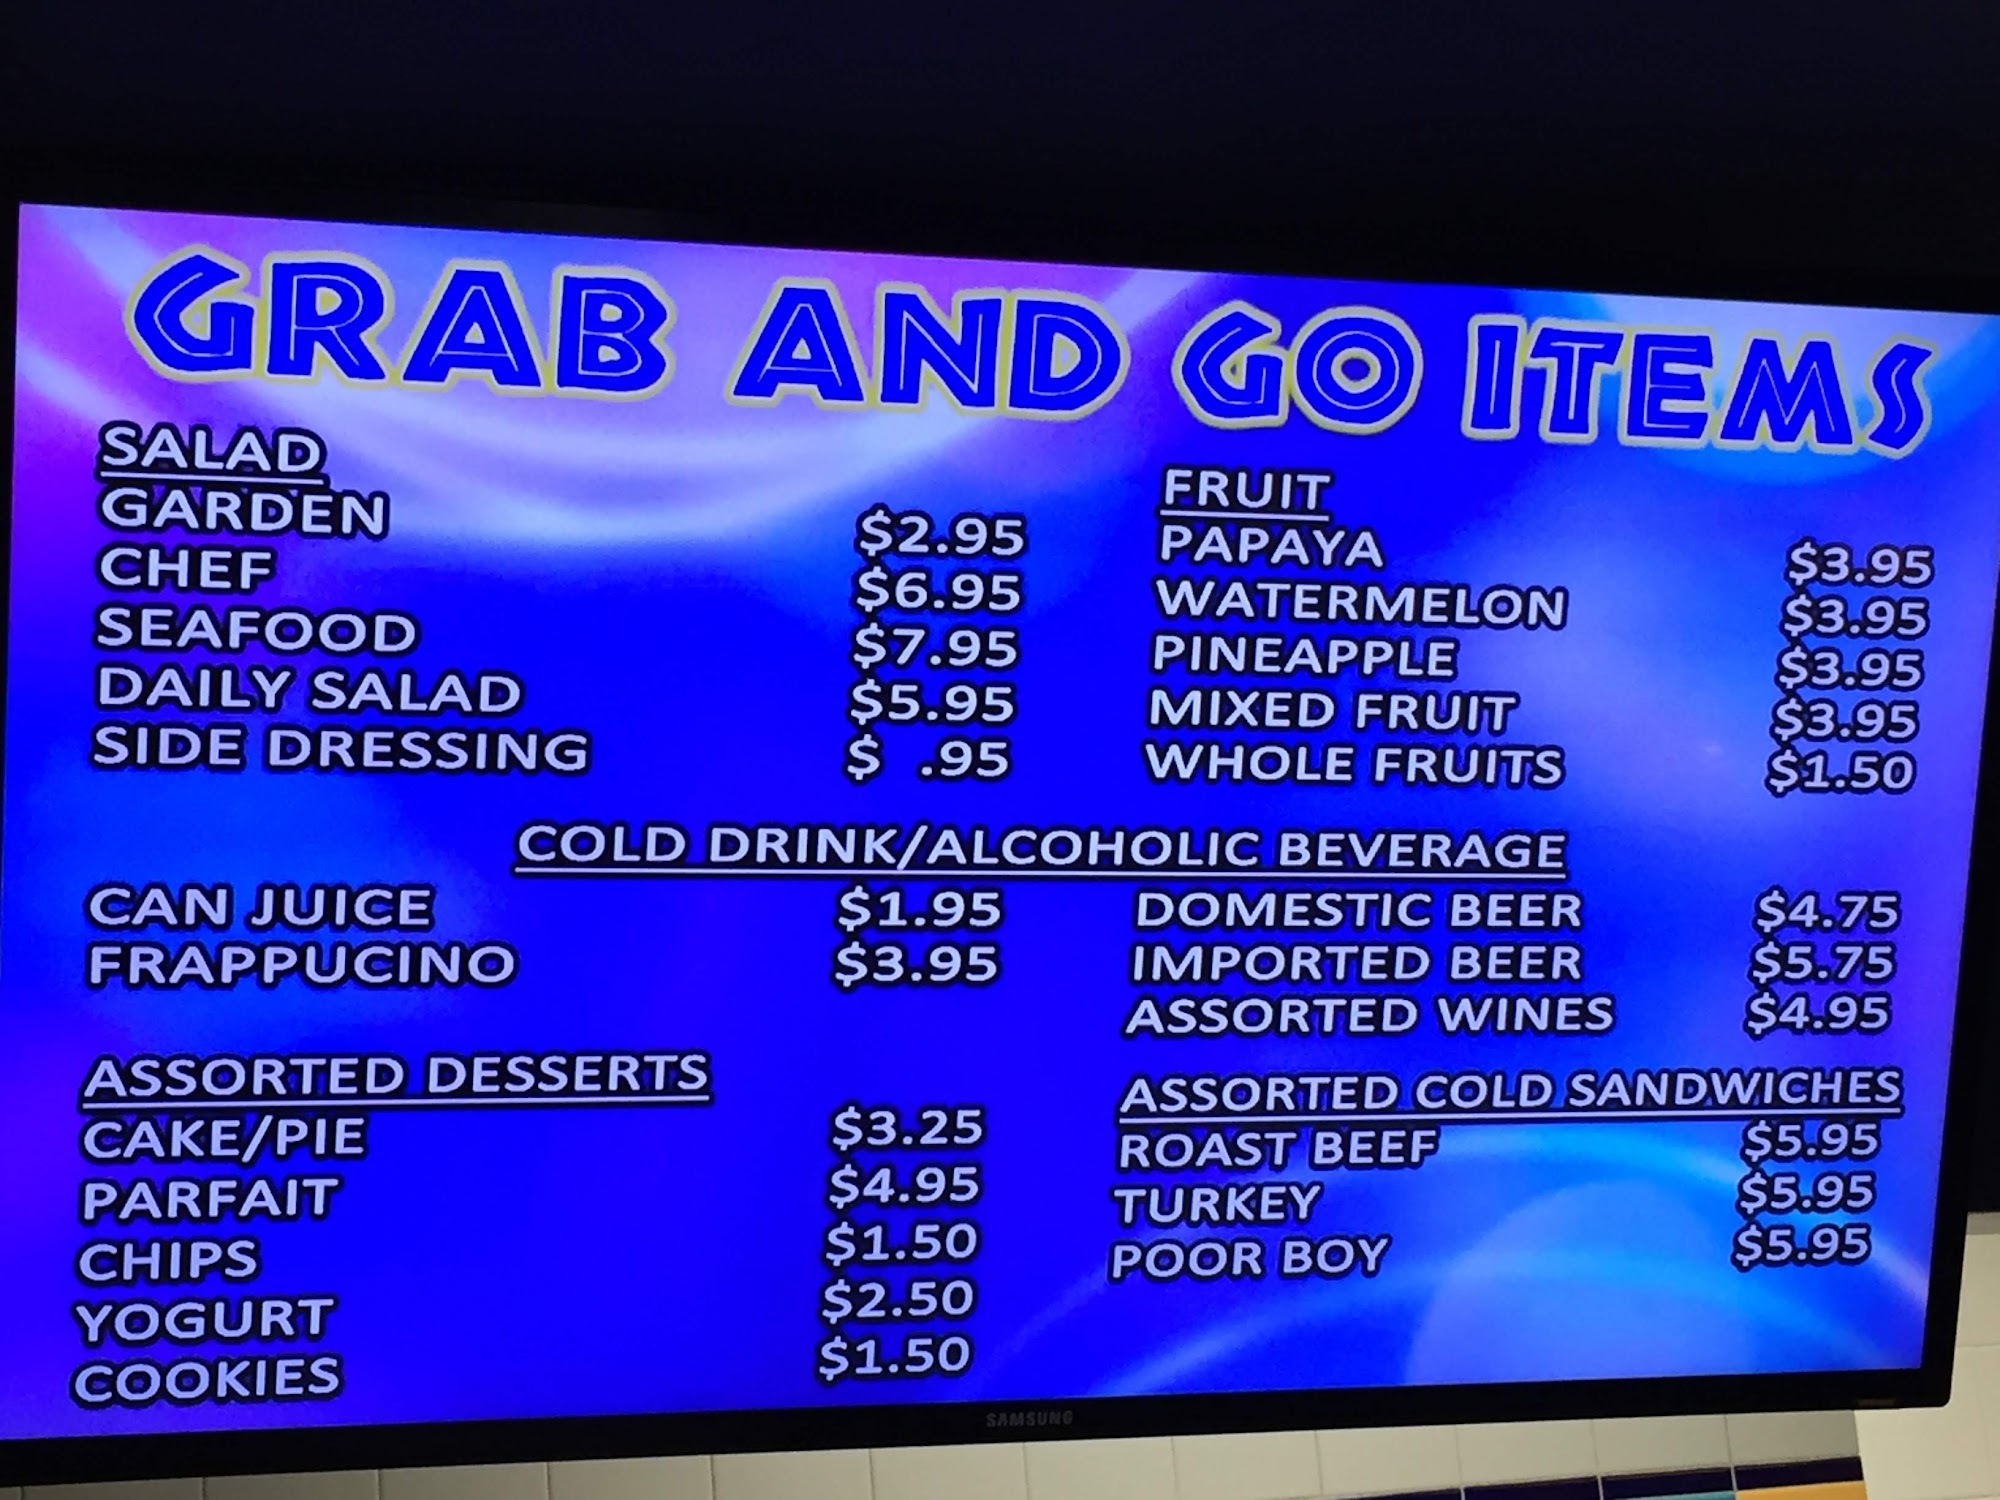 GRAB AND GO ITEMS
SALAD
GARDEN $2.95
CHEF $6.95
SEAFOOD $7.95
DAILY SALAD $5.95
SIDE DRESSING $ .95
FRUIT
PAPAYA $3.95
WATERMELON $3.95
PINEAPPLE $3.95
MIXED FRUIT $3.95
WHOLE FRUITS $1.50
COLD DRINK/ALCOHOLIC BEVERAGE
CAN JUICE $1.95
FRAPPUCINO $3.95
DOMESTIC BEER $4.75
IMPORTED BEER $5.75
ASSORTED WINES $4.95
ASSORTED DESSERTS
CAKE/PIE $3.25
PARFAIT $4.95
CHIPS $1.50
YOGURT $2.50
COOKIES $1.50
ASSORTED COLD SANDWICHES
ROAST BEEF $5.95
TURKEY $5.95
POOR BOY $5.95
SAMSUNG